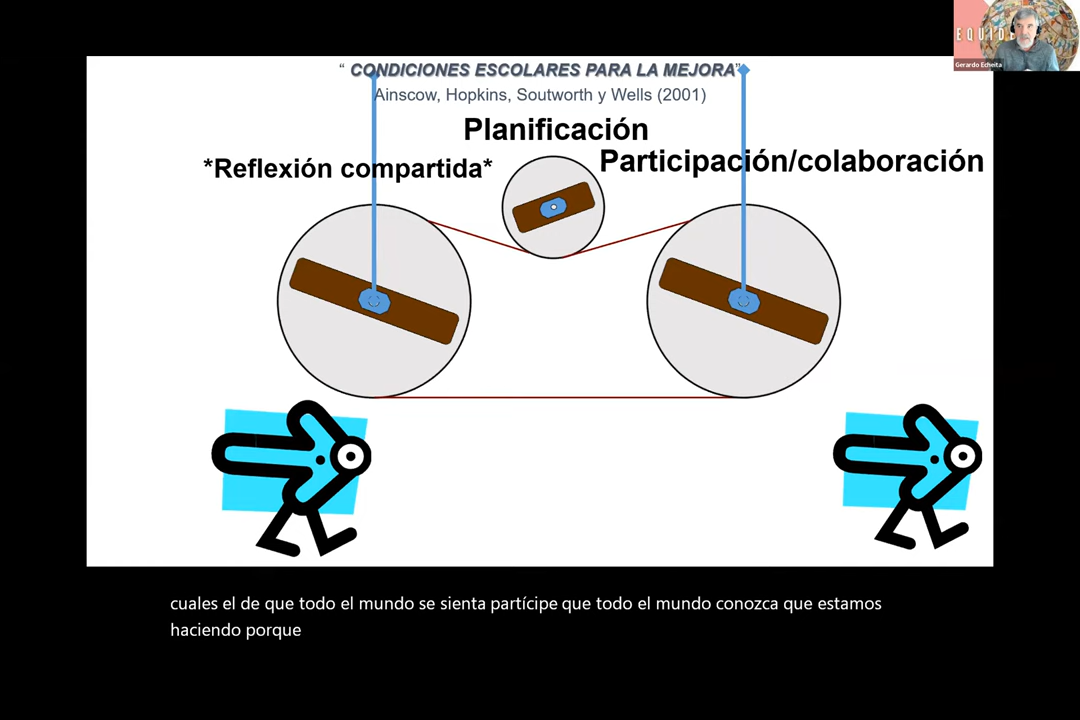 EQUIDE
Gerardo Echeita
“ CONDICIONES ESCOLARES PARA LA MEJORA”
Ainscow, Hopkins, Soutworth y Wells (2001)
Planificación
Participación/colaboración
*Reflexión compartida*
cuales el de que todo el mundo se sienta partícipe que todo el mundo conozca que estamos
haciendo porque